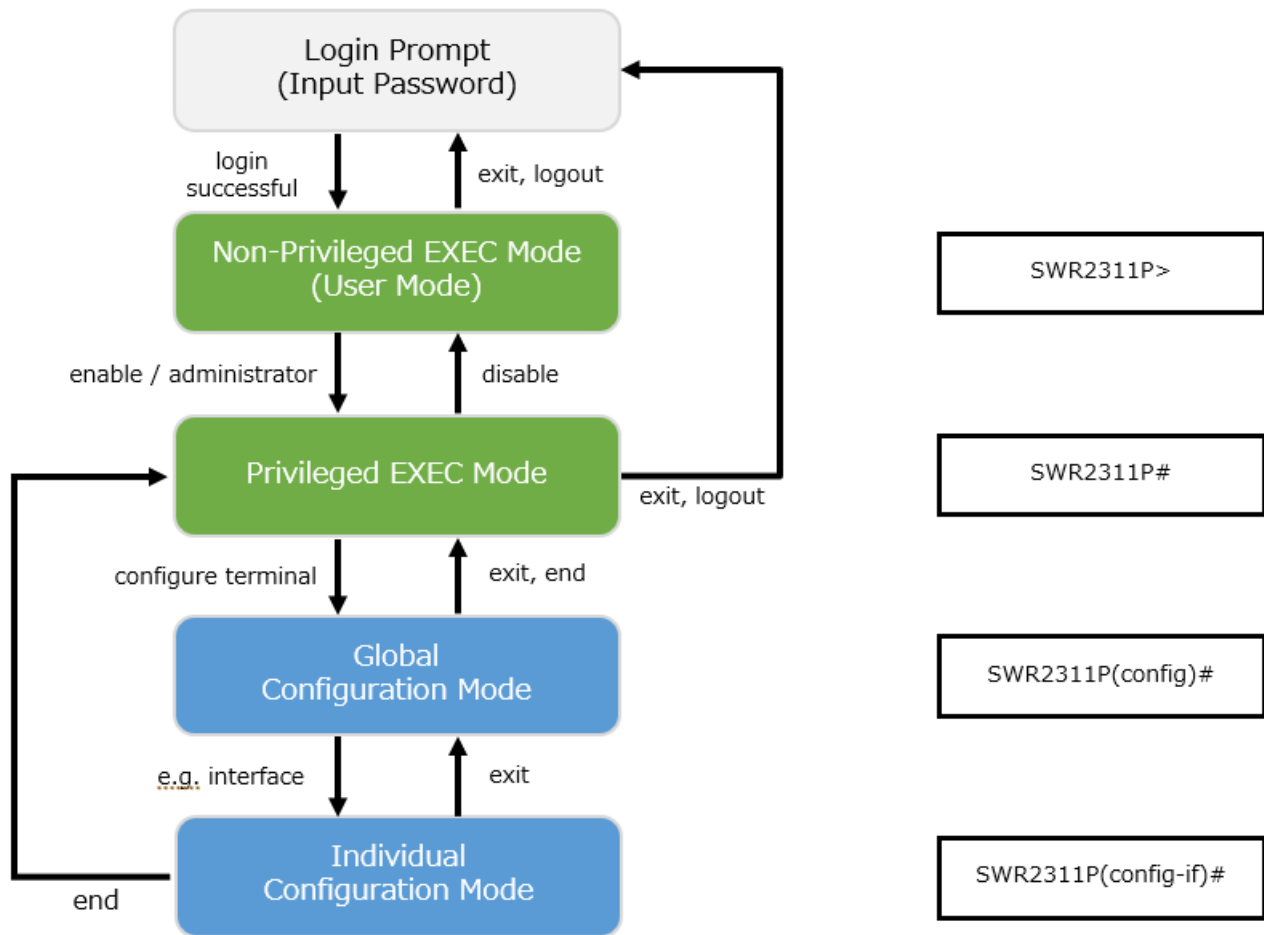 Login Prompt
(Input Password)
login
successful
exit, logout
Non-Privileged EXEC Mode
(User Mode)
SWR2311P>
enable / administrator
disable
Privileged EXEC Mode
SWR2311P#
exit, logout
configure terminal
exit, end
Global
Configuration Mode
SWR2311P(config)#
e.g. interface
exit
Individual
Configuration Mode
SWR2311P(config-if)#
end